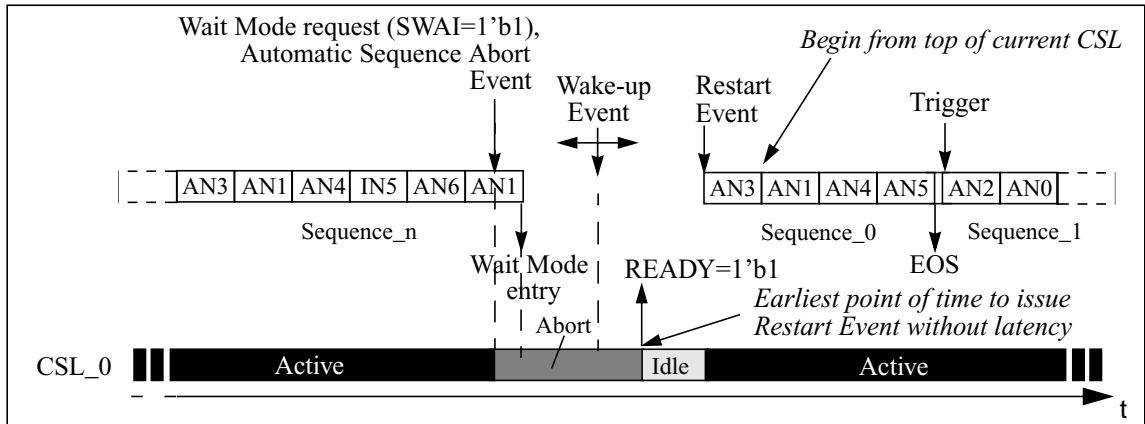 Wait Mode request (SWAI=1’b1),
Automatic Sequence Abort
Event
Wake-up
Event
Restart
Event
Begin from top of current CSL
Trigger
AN3 AN1 AN4 IN5 AN6 AN1
AN3 AN1 AN4 AN5 AN2 AN0
Sequence_n
Sequence_0
Sequence_1
Wait Mode
entry
READY=1’b1
EOS
Earliest point of time to issue
Restart Event without latency
Abort
CSL_0
Active
Idle
Active
t